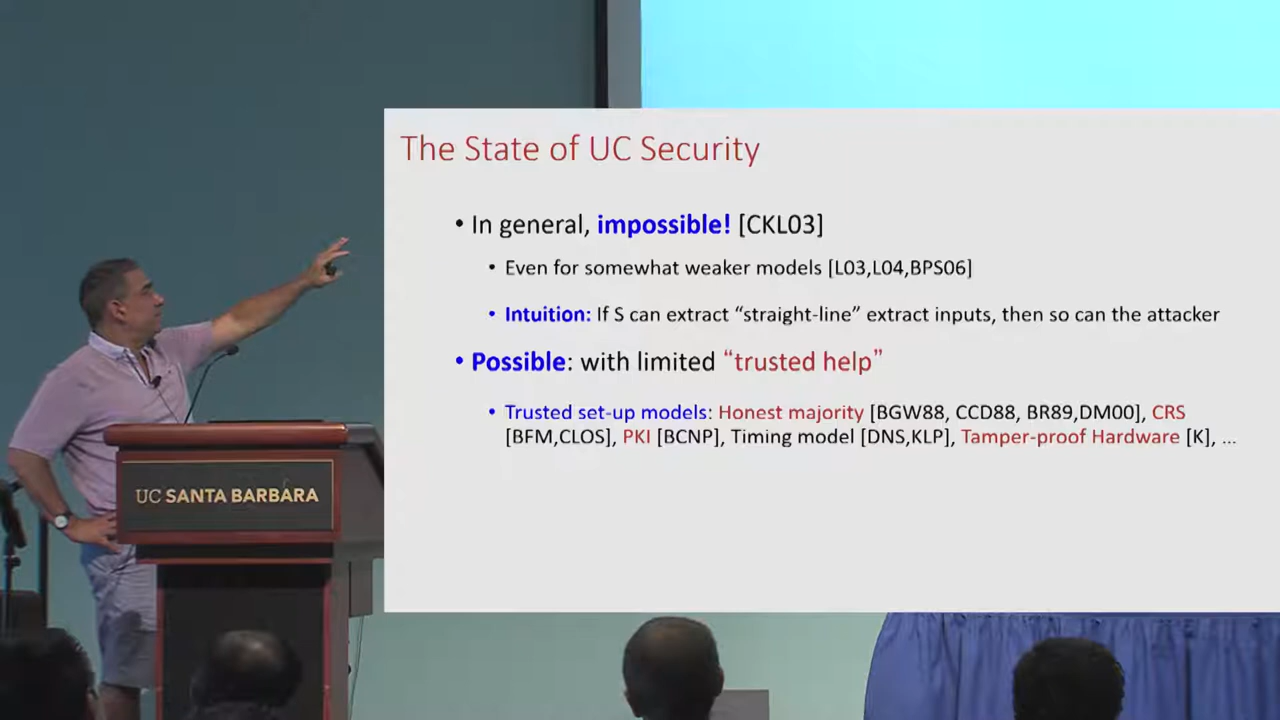 The State of UC Security
• In general, impossible! [CKL03]
• Even for somewhat weaker models [L03,L04,BPS06]
• Intuition: If S can extract “straight-line” extract inputs, then so can the attacker
• Possible: with limited “trusted help”
• Trusted set-up models: Honest majority [BGW88, CCD88, BR89,DM00], CRS
[BFM,CLOS], PKI [BCNP], Timing model [DNS,KLP], Tamper-proof Hardware [K], ...
UC SANTA BARBARA